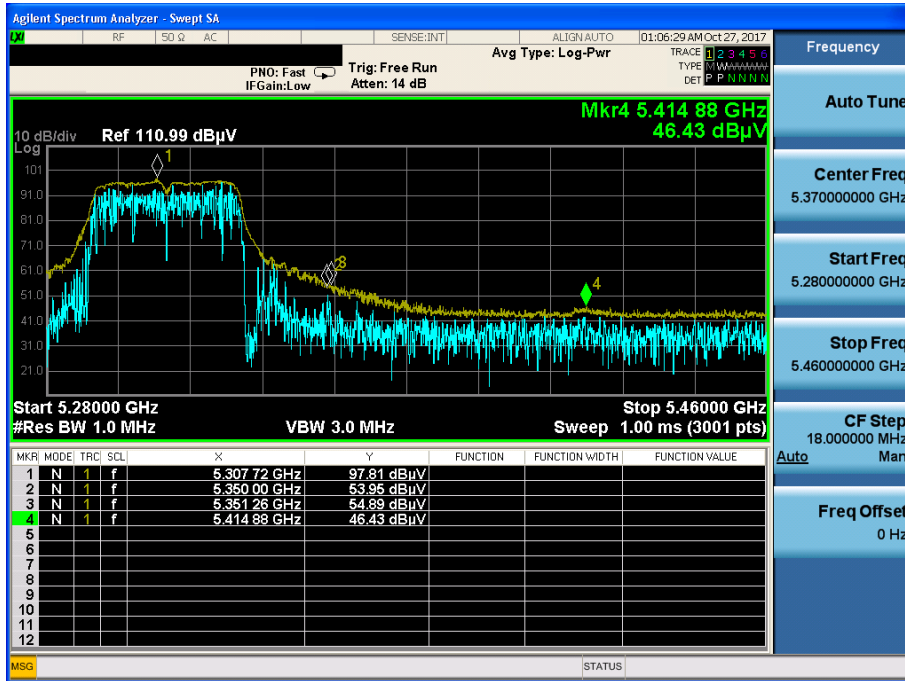 Agilent Spectrum Analyzer - Swept SA
LXI RF 50 Ω AC SENSE:INT ALIGN AUTO 01:06:29 AM Oct 27, 2017
Avg Type: Log-Pwr
TRACE 1 2 3 4 5 6
PNO: Fast Trig: Free Run
TYPE M W W W W W
IFGain:Low Atten: 14 dB
DET P P N N N N
Mkr4 5.414 88 GHz
46.43 dBµV
10 dB/div Ref 110.99 dBµV
Log
101
91.0
81.0
71.0
61.0
51.0
41.0
31.0
21.0
1
3
4
Start 5.28000 GHz Stop 5.46000 GHz
#Res BW 1.0 MHz VBW 3.0 MHz Sweep 1.00 ms (3001 pts)
MKR MODE TRC SCL X Y FUNCTION FUNCTION WIDTH FUNCTION VALUE
1 N 1 f 5.307 72 GHz 97.81 dBµV
2 N 1 f 5.350 00 GHz 53.95 dBµV
3 N 1 f 5.351 26 GHz 54.89 dBµV
4 N 1 f 5.414 88 GHz 46.43 dBµV
5
6
7
8
9
10
11
12
MSG STATUS
Frequency
Auto Tune
Center Freq
5.370000000 GHz
Start Freq
5.280000000 GHz
Stop Freq
5.460000000 GHz
CF Step
18.000000 MHz
Auto Man
Freq Offset
0 Hz